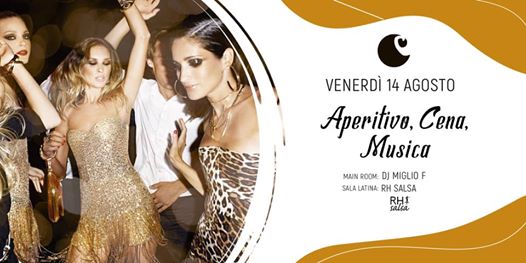 VENERDÌ 14 AGOSTO
Aperitivo, Cena,
Musica
MAIN ROOM: DJ MIGLIO F
SALA LATINA: RH SALSA
RH
salsa